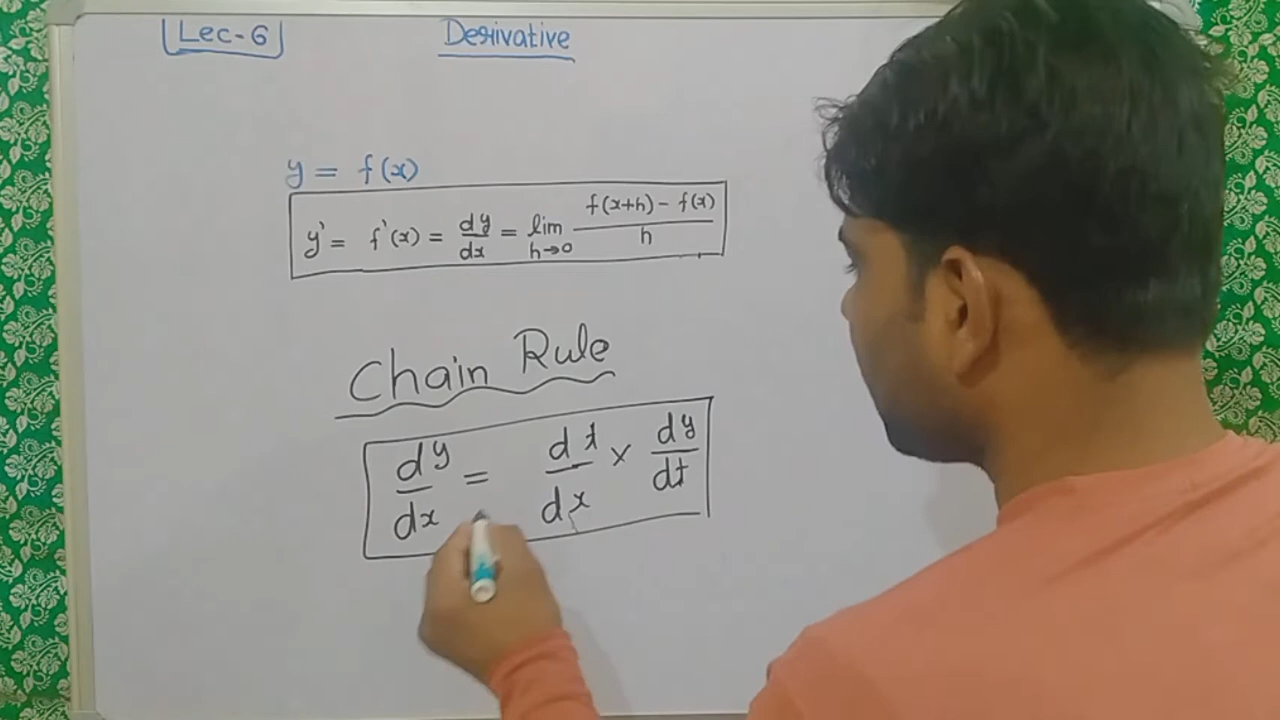 Lec-6 Derivative
y = f(x)
y' = f'(x) = dy/dx = lim h→0 f(x+h) - f(x)/h
Chain Rule
dy/dx = dt/dx × dy/dt